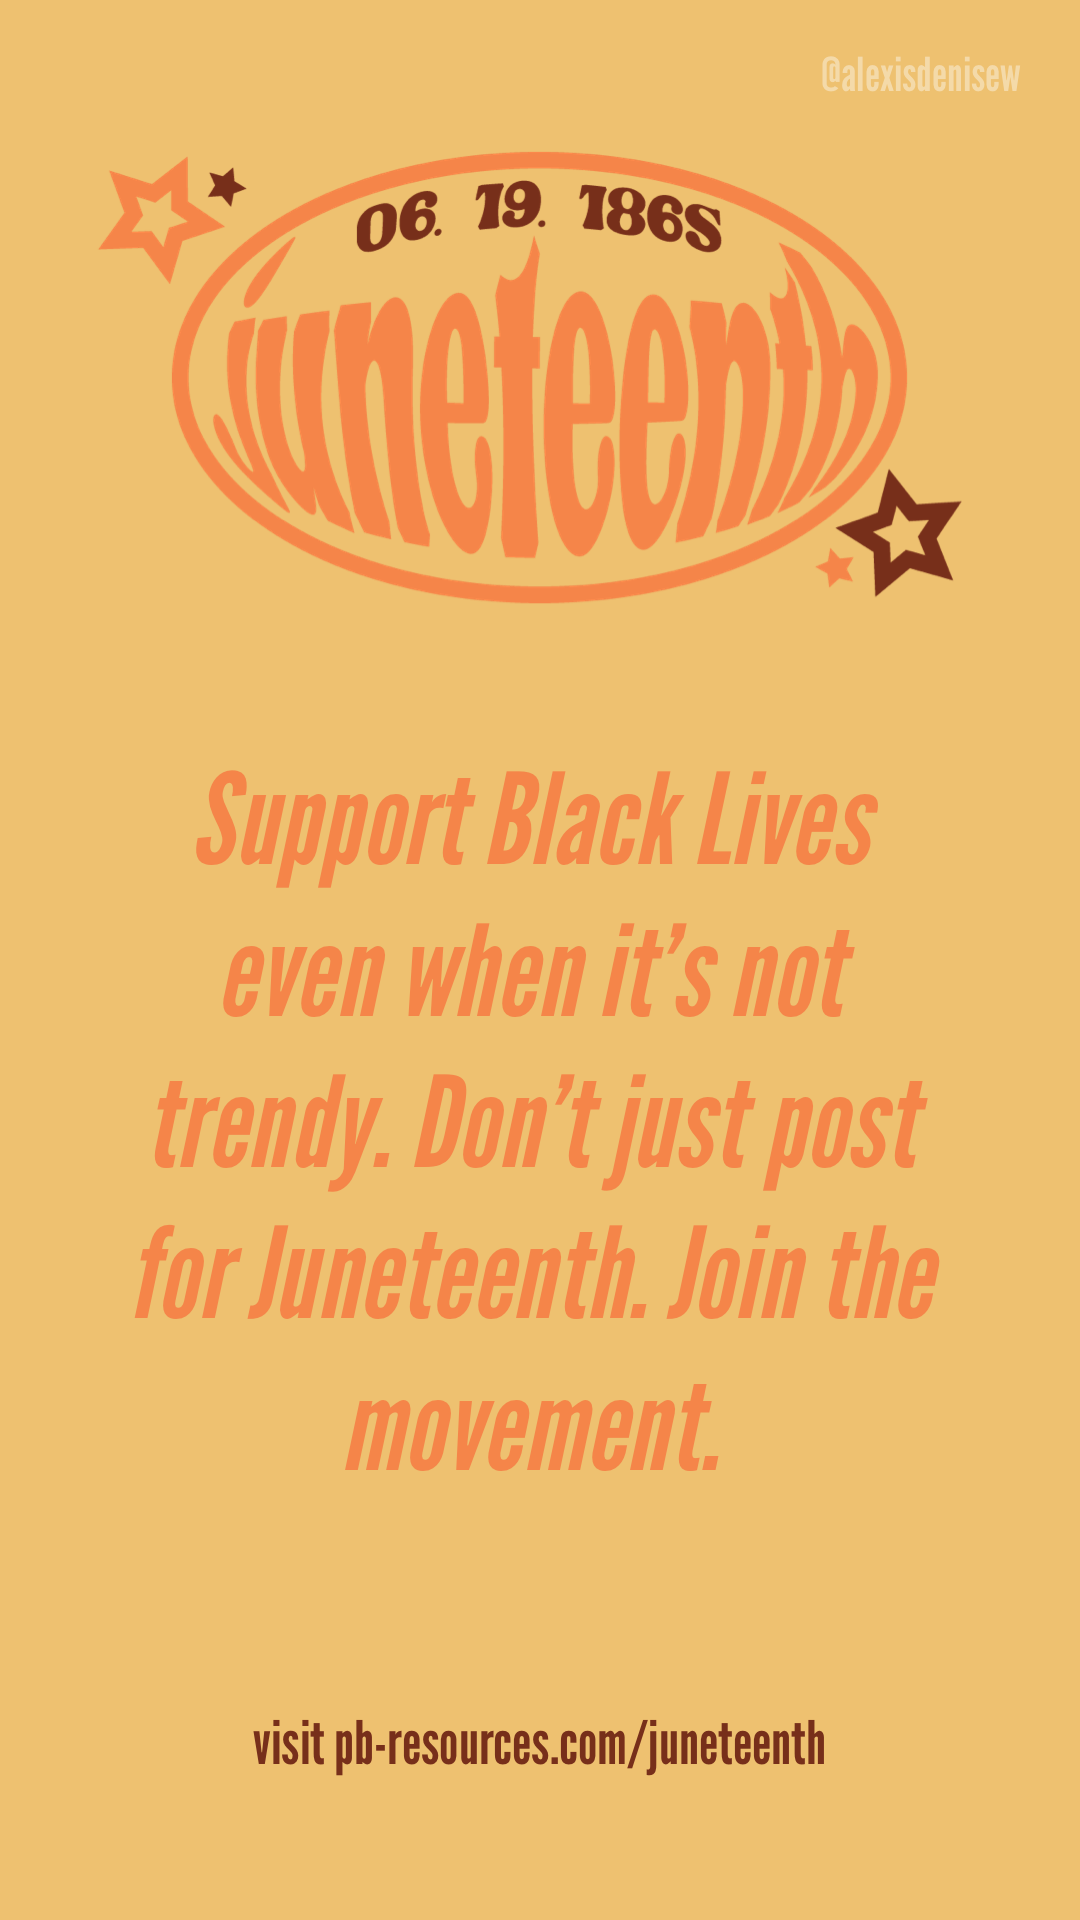 @alexisdenisew
06. 19. 1865
juneteenth
Support Black Lives
even when it’s not
trendy. Don’t just post
for Juneteenth. Join the
movement.
visit pb-resources.com/juneteenth